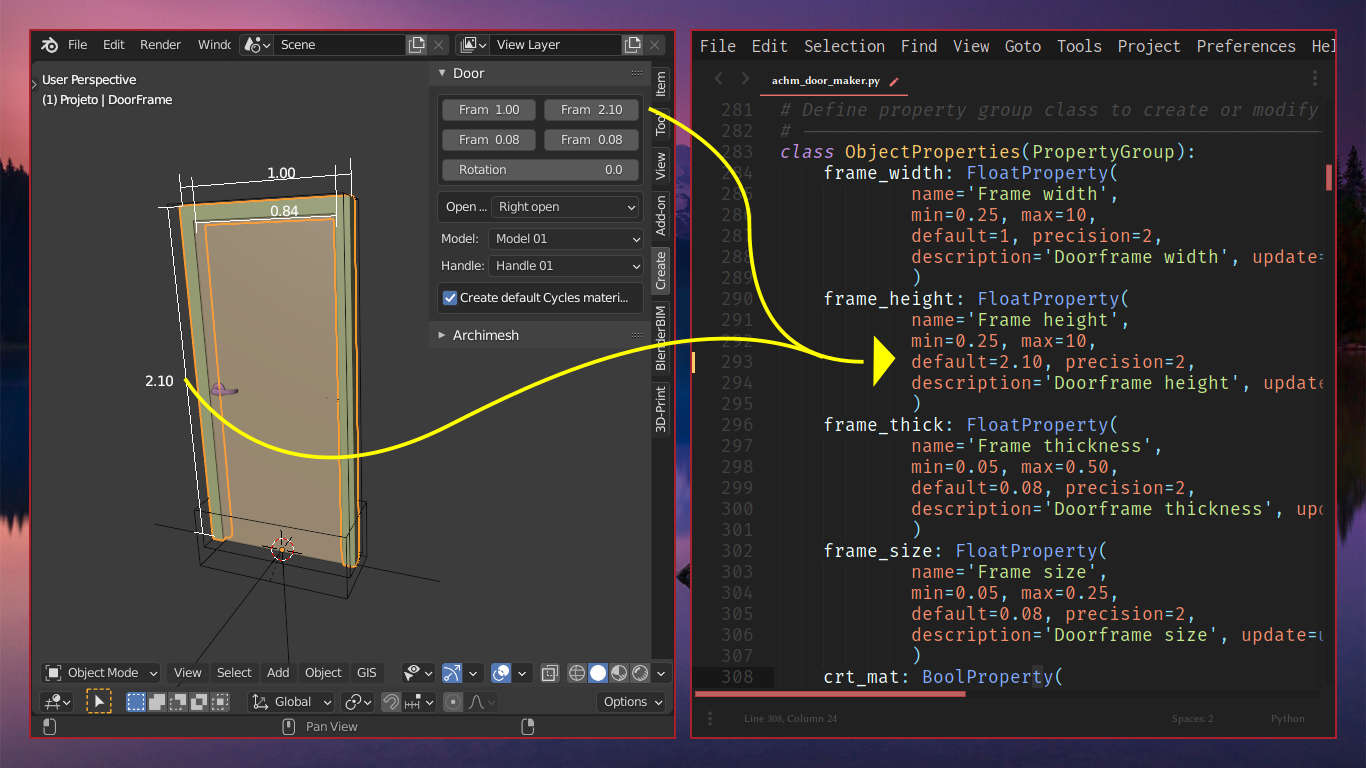 File Edit Render Windo Scene View Layer
User Perspective
(1) Projeto | DoorFrame
Door
Fram 1.00 Fram 2.10
Fram 0.08 Fram 0.08
Rotation 0.0
Open ... Right open
Model: Model 01
Handle: Handle 01
Create default Cycles materi...
Archimesh
Item
Too
View
Add-on
Create
BlenderBIM
3D-Print
1.00
0.84
2.10
Object Mode View Select Add Object GIS
Global Options
Pan View
File Edit Selection Find View Goto Tools Project Preferences Hel
achm_door_maker.py
281 # Define property group class to create or modify
282 #
283 class ObjectProperties(PropertyGroup):
284 frame_width: FloatProperty(
285 name='Frame width',
286 min=0.25, max=10,
287 default=1, precision=2,
288 description='Doorframe width', update=
289 )
290 frame_height: FloatProperty(
291 name='Frame height',
292 min=0.25, max=10,
293 default=2.10, precision=2,
294 description='Doorframe height', update
295 )
296 frame_thick: FloatProperty(
297 name='Frame thickness',
298 min=0.05, max=0.50,
299 default=0.08, precision=2,
300 description='Doorframe thickness', upd
301 )
302 frame_size: FloatProperty(
303 name='Frame size',
304 min=0.05, max=0.25,
305 default=0.08, precision=2,
306 description='Doorframe size', update=u
307 )
308 crt_mat: BoolProperty(
Line 308, Column 24 Spaces: 2 Python